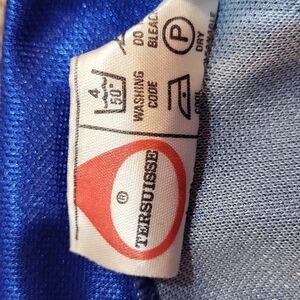 DO
BLEAC
P
DRY
4
50°
WASHING
CODE
®
TERSUISSE